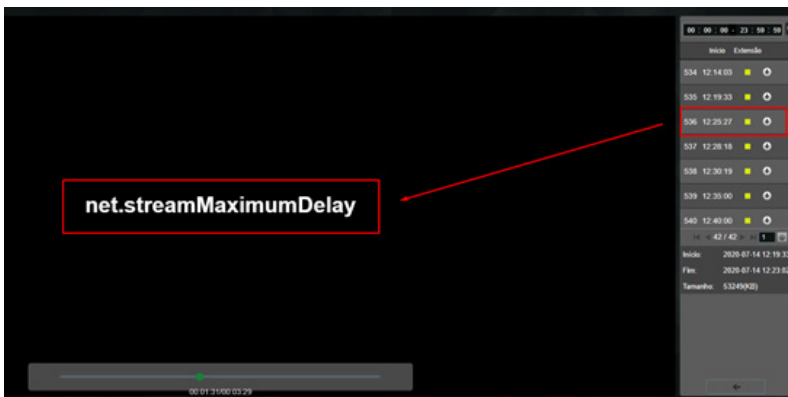 00 : 00 : 00 - 23 : 59 : 59
Início Extensão
534 12:14:03
535 12:19:33
536 12:25:27
537 12:28:18
538 12:30:19
539 12:35:00
540 12:40:00
42 / 42 1
Início: 2020-07-14 12:19:33
Fim: 2020-07-14 12:23:02
Tamanho: 53249(KB)
net.streamMaximumDelay
00:01:31/00:03:29